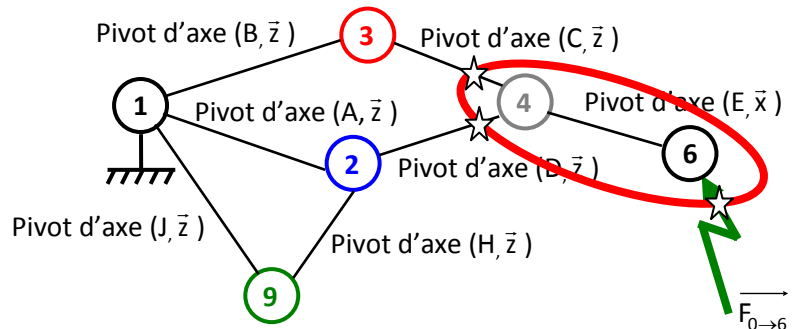 Pivot d'axe (B, z⃗ )
3
Pivot d'axe (C, z⃗ )
1
Pivot d'axe (A, z⃗ )
4
Pivot d'axe (E, x⃗ )
2
6
Pivot d'axe (D, z⃗ )
Pivot d'axe (J, z⃗ )
Pivot d'axe (H, z⃗ )
9
F0→6